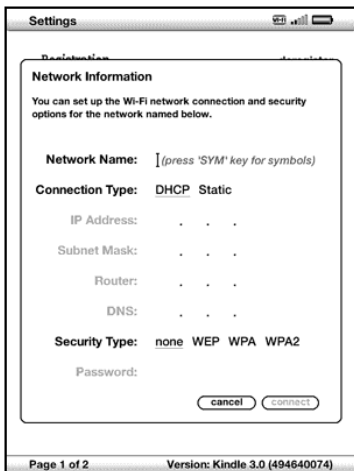 Settings
Registration deregister
Network Information
You can set up the Wi-Fi network connection and security
options for the network named below.
Network Name: (press 'SYM' key for symbols)
Connection Type: DHCP Static
IP Address: . . .
Subnet Mask: . . .
Router: . . .
DNS: . . .
Security Type: none WEP WPA WPA2
Password:
cancel connect
Page 1 of 2 Version: Kindle 3.0 (494640074)